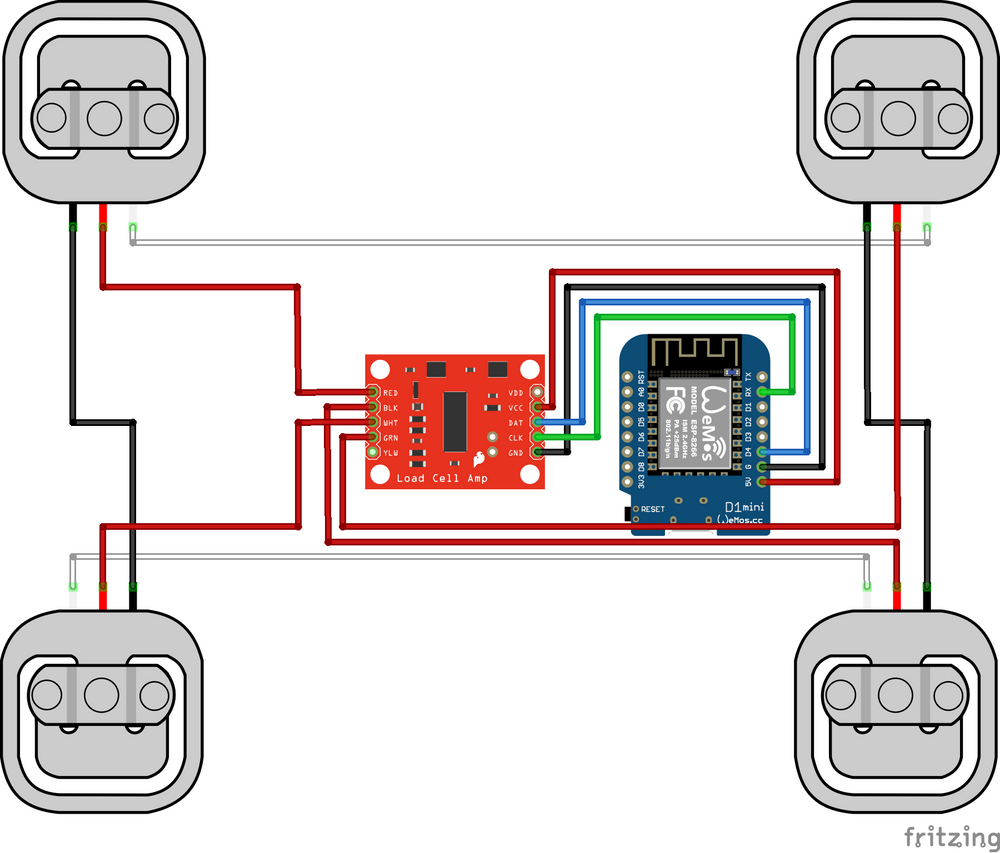 RED
BLK
WHT
GRN
YLW
VDD
VCC
DAT
CLK
GND
Load Cell Amp
RST
A0
D0
D5
D6
D7
D8
3V3
TX
RX
D1
D2
D3
D4
G
5V
WeMos
FC
MODEL ESP-8266
ISM 2.4GHz
PA +25dBm
802.11b/g/n
RESET
D1 mini
(,)eMos.cc
fritzing